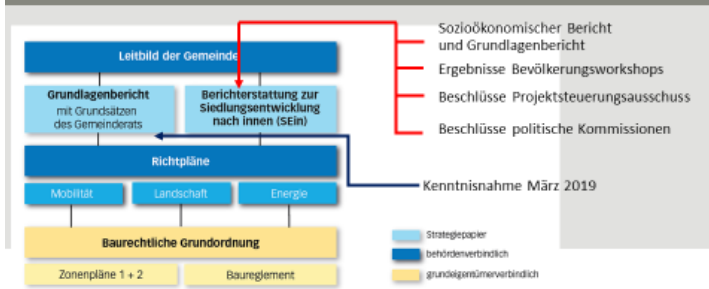 Leitbild der Gemeinde
Grundlagenbericht
mit Grundsätzen
des Gemeinderats
Berichterstattung zur
Siedlungsentwicklung
nach innen (SEin)
Richtpläne
Mobilität
Landschaft
Energie
Baurechtliche Grundordnung
Zonenpläne 1 + 2
Baureglement
Sozioökonomischer Bericht
und Grundlagenbericht
Ergebnisse Bevölkerungsworkshops
Beschlüsse Projektsteuerungsausschuss
Beschlüsse politische Kommissionen
Kenntnisnahme März 2019
Strategiepapier
behördenverbindlich
grundeigentümerverbindlich